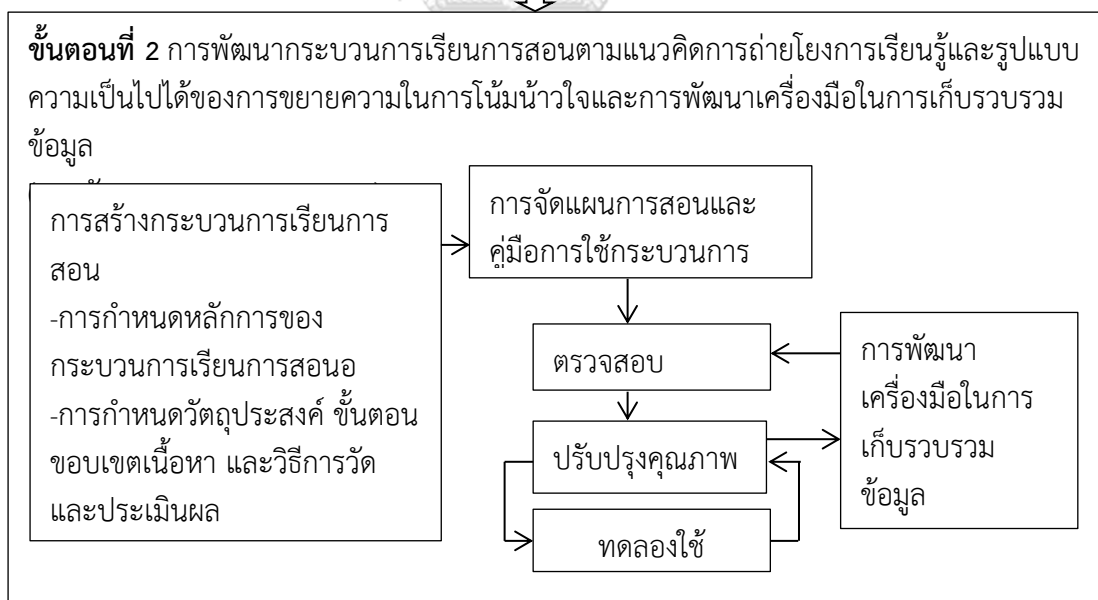 ขั้นตอนที่ 2 การพัฒนากระบวนการเรียนการสอนตามแนวคิดการถ่ายโยงการเรียนรู้และรูปแบบ
ความเป็นไปได้ของการขยายความในการโน้มน้าวใจและการพัฒนาเครื่องมือในการเก็บรวบรวม
ข้อมูล
การสร้างกระบวนการเรียนการ
สอน
-การกำหนดหลักการของ
กระบวนการเรียนการสอนอ
-การกำหนดวัตถุประสงค์ ขั้นตอน
ขอบเขตเนื้อหา และวิธีการวัด
และประเมินผล
การจัดแผนการสอนและ
คู่มือการใช้กระบวนการ
ตรวจสอบ
ปรับปรุงคุณภาพ
ทดลองใช้
การพัฒนา
เครื่องมือในการ
เก็บรวบรวม
ข้อมูล